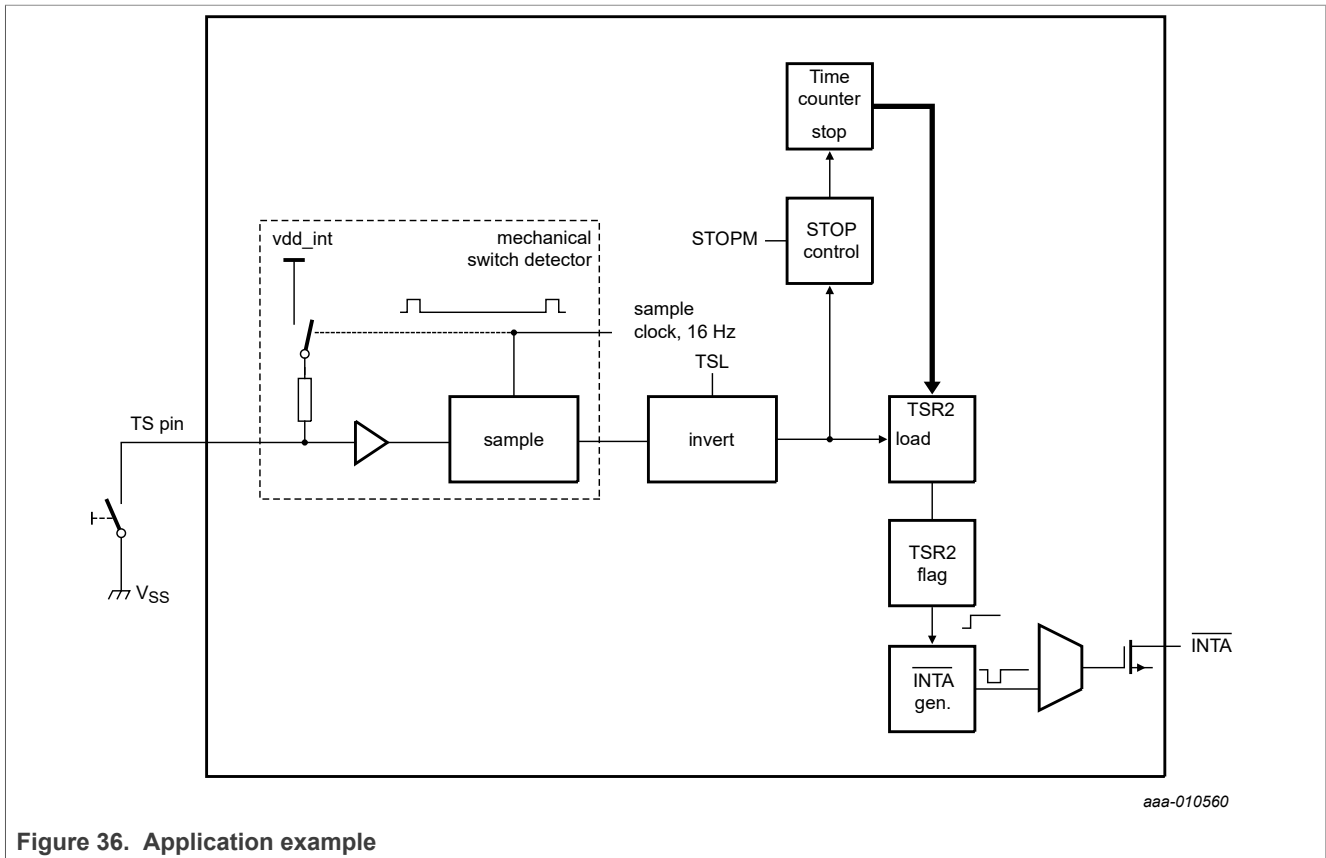 Time
counter
stop
STOPM
STOP
control
vdd_int
mechanical
switch detector
sample
clock, 16 Hz
TSL
TS pin
sample
invert
TSR2
load
TSR2
flag
VSS
INTA
gen.
INTA
aaa-010560
Figure 36. Application example